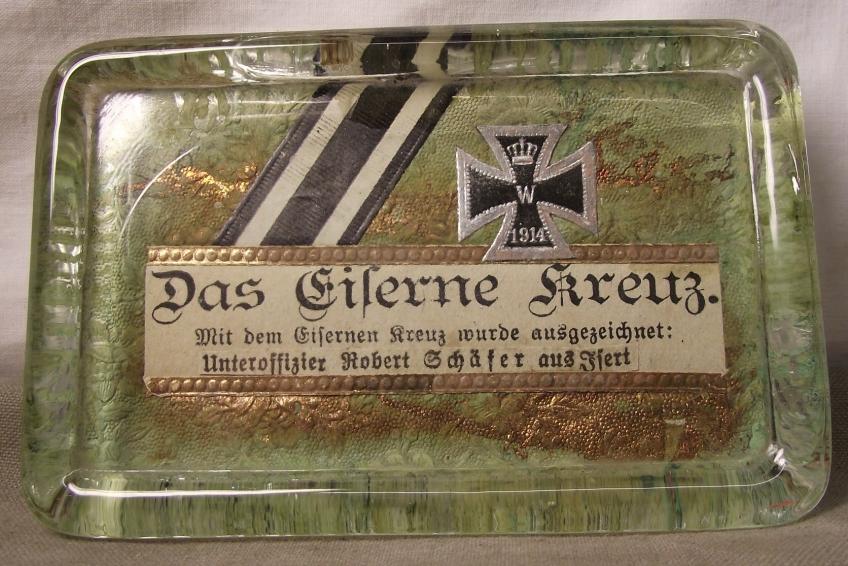 W
1914
Das Eiſerne Kreuz.
Mit dem Eiſernen Kreuz wurde ausgezeichnet:
Unteroffizier Robert Schäfer aus Iſert